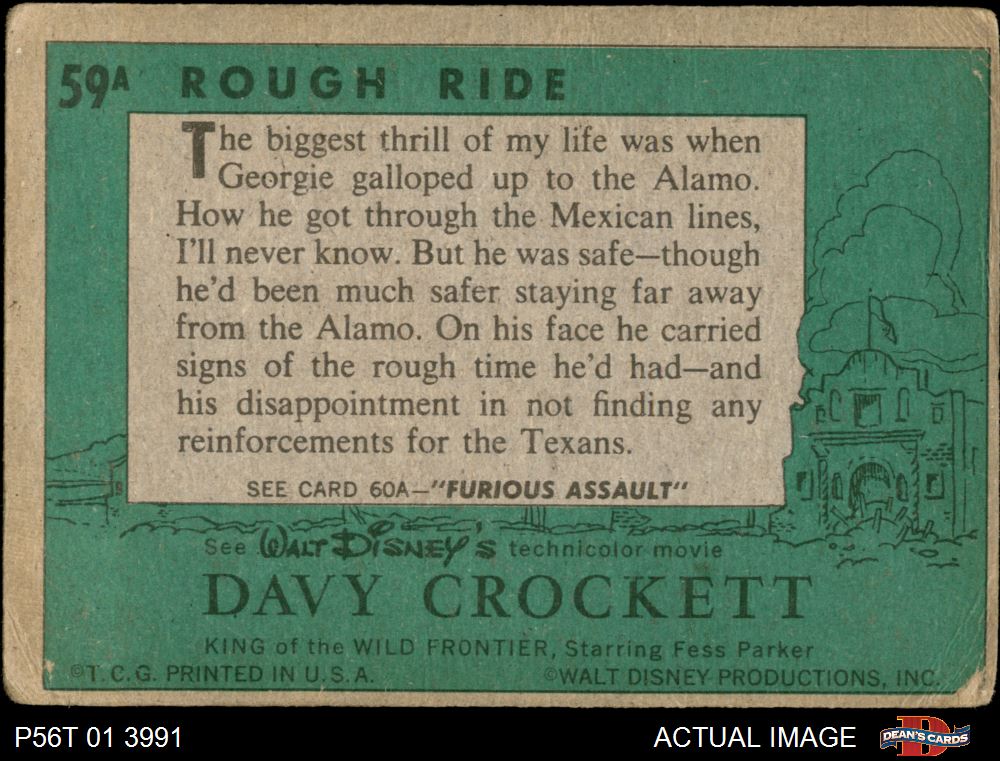 59A ROUGH RIDE
The biggest thrill of my life was when
Georgie galloped up to the Alamo.
How he got through the Mexican lines,
I'll never know. But he was safe—though
he'd been much safer staying far away
from the Alamo. On his face he carried
signs of the rough time he'd had—and
his disappointment in not finding any
reinforcements for the Texans.
SEE CARD 60A—"FURIOUS ASSAULT"
See WALT DISNEY'S technicolor movie
DAVY CROCKETT
KING of the WILD FRONTIER, Starring Fess Parker
©T.C.G. PRINTED IN U.S.A. ©WALT DISNEY PRODUCTIONS, INC.
P56T 01 3991 ACTUAL IMAGE D DEAN'S CARDS